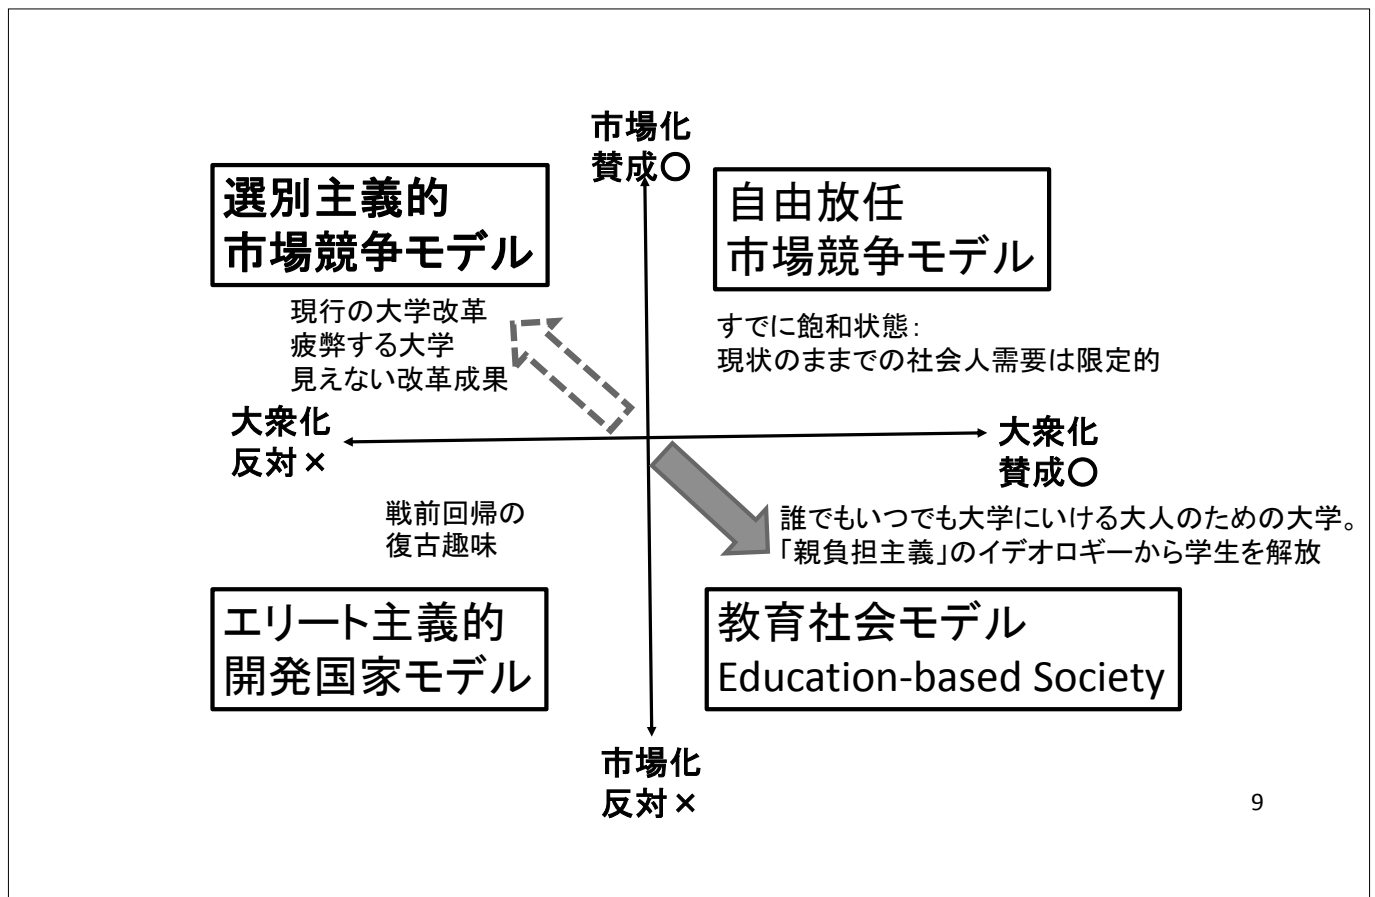 市場化
賛成〇
選別主義的
市場競争モデル
自由放任
市場競争モデル
現行の大学改革
疲弊する大学
見えない改革成果
すでに飽和状態：
現状のままでの社会人需要は限定的
大衆化
反対×
大衆化
賛成〇
戦前回帰の
復古趣味
誰でもいつでも大学にいける大人のための大学。
「親負担主義」のイデオロギーから学生を解放
エリート主義的
開発国家モデル
教育社会モデル
Education-based Society
市場化
反対×
9